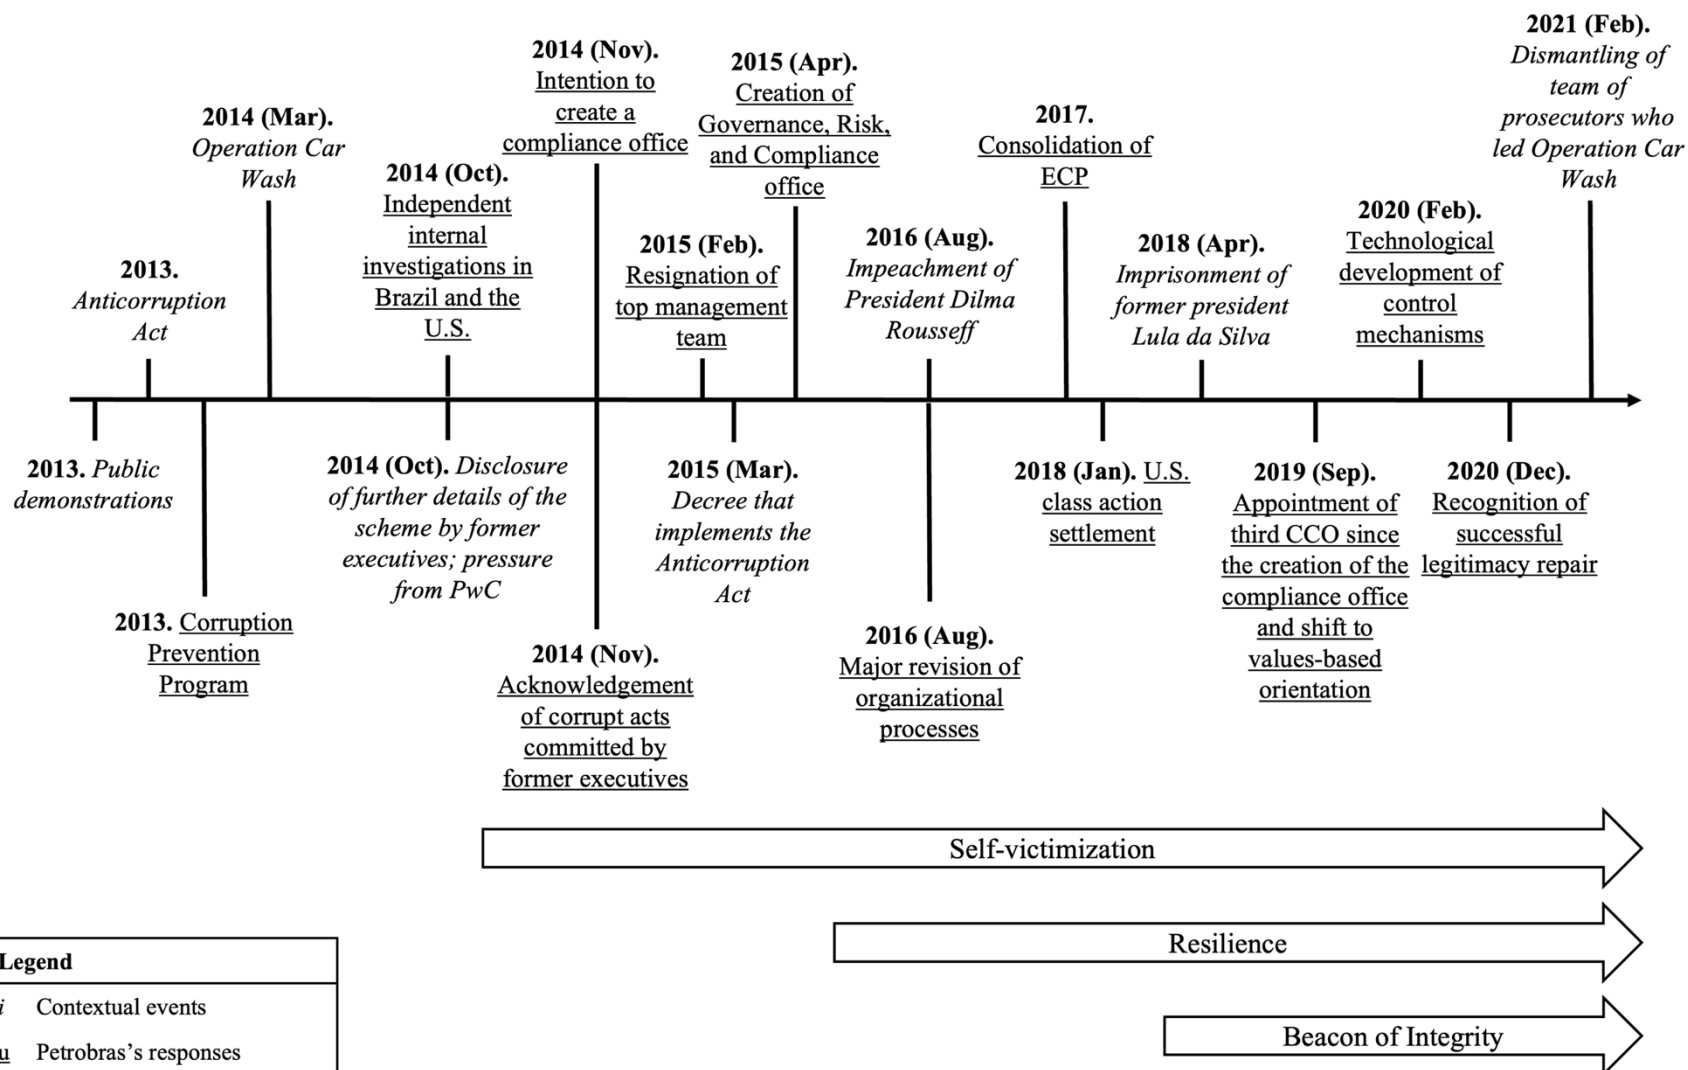 2013.
Anticorruption
Act
2014 (Mar).
Operation Car
Wash
2014 (Oct).
Independent
internal
investigations in
Brazil and the
U.S.
2014 (Nov).
Intention to
create a
compliance office
2015 (Feb).
Resignation of
top management
team
2015 (Apr).
Creation of
Governance, Risk,
and Compliance
office
2016 (Aug).
Impeachment of
President Dilma
Rousseff
2017.
Consolidation of
ECP
2018 (Apr).
Imprisonment of
former president
Lula da Silva
2020 (Feb).
Technological
development of
control
mechanisms
2021 (Feb).
Dismantling of
team of
prosecutors who
led Operation Car
Wash
2013. Public
demonstrations
2013. Corruption
Prevention
Program
2014 (Oct). Disclosure
of further details of the
scheme by former
executives; pressure
from PwC
2014 (Nov).
Acknowledgement
of corrupt acts
committed by
former executives
2015 (Mar).
Decree that
implements the
Anticorruption
Act
2016 (Aug).
Major revision of
organizational
processes
2018 (Jan). U.S.
class action
settlement
2019 (Sep).
Appointment of
third CCO since
the creation of the
compliance office
and shift to
values-based
orientation
2020 (Dec).
Recognition of
successful
legitimacy repair
Self-victimization
Resilience
Beacon of Integrity
Legend
i Contextual events
u Petrobras’s responses